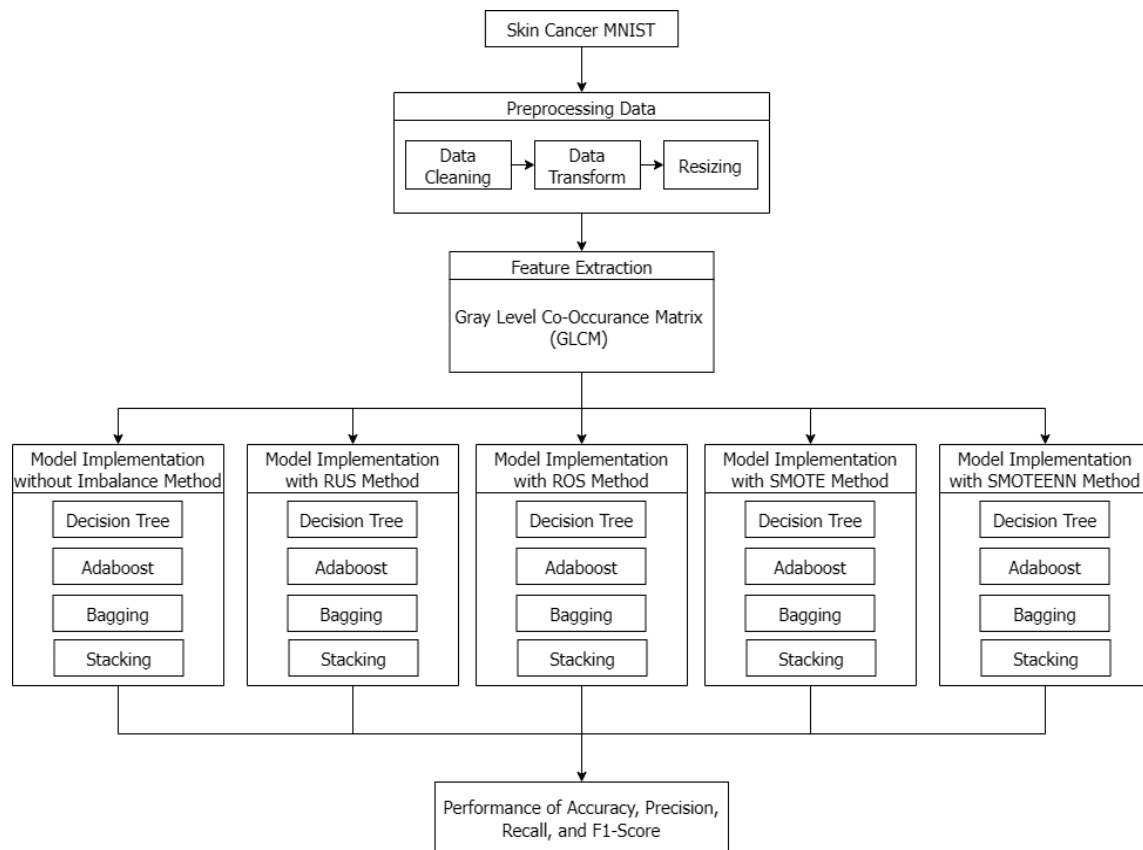 Skin Cancer MNIST
Preprocessing Data
Data
Cleaning
Data
Transform
Resizing
Feature Extraction
Gray Level Co-Occurance Matrix
(GLCM)
Model Implementation
without Imbalance Method
Decision Tree
Adaboost
Bagging
Stacking
Model Implementation
with RUS Method
Decision Tree
Adaboost
Bagging
Stacking
Model Implementation
with ROS Method
Decision Tree
Adaboost
Bagging
Stacking
Model Implementation
with SMOTE Method
Decision Tree
Adaboost
Bagging
Stacking
Model Implementation
with SMOTEENN Method
Decision Tree
Adaboost
Bagging
Stacking
Performance of Accuracy, Precision,
Recall, and F1-Score